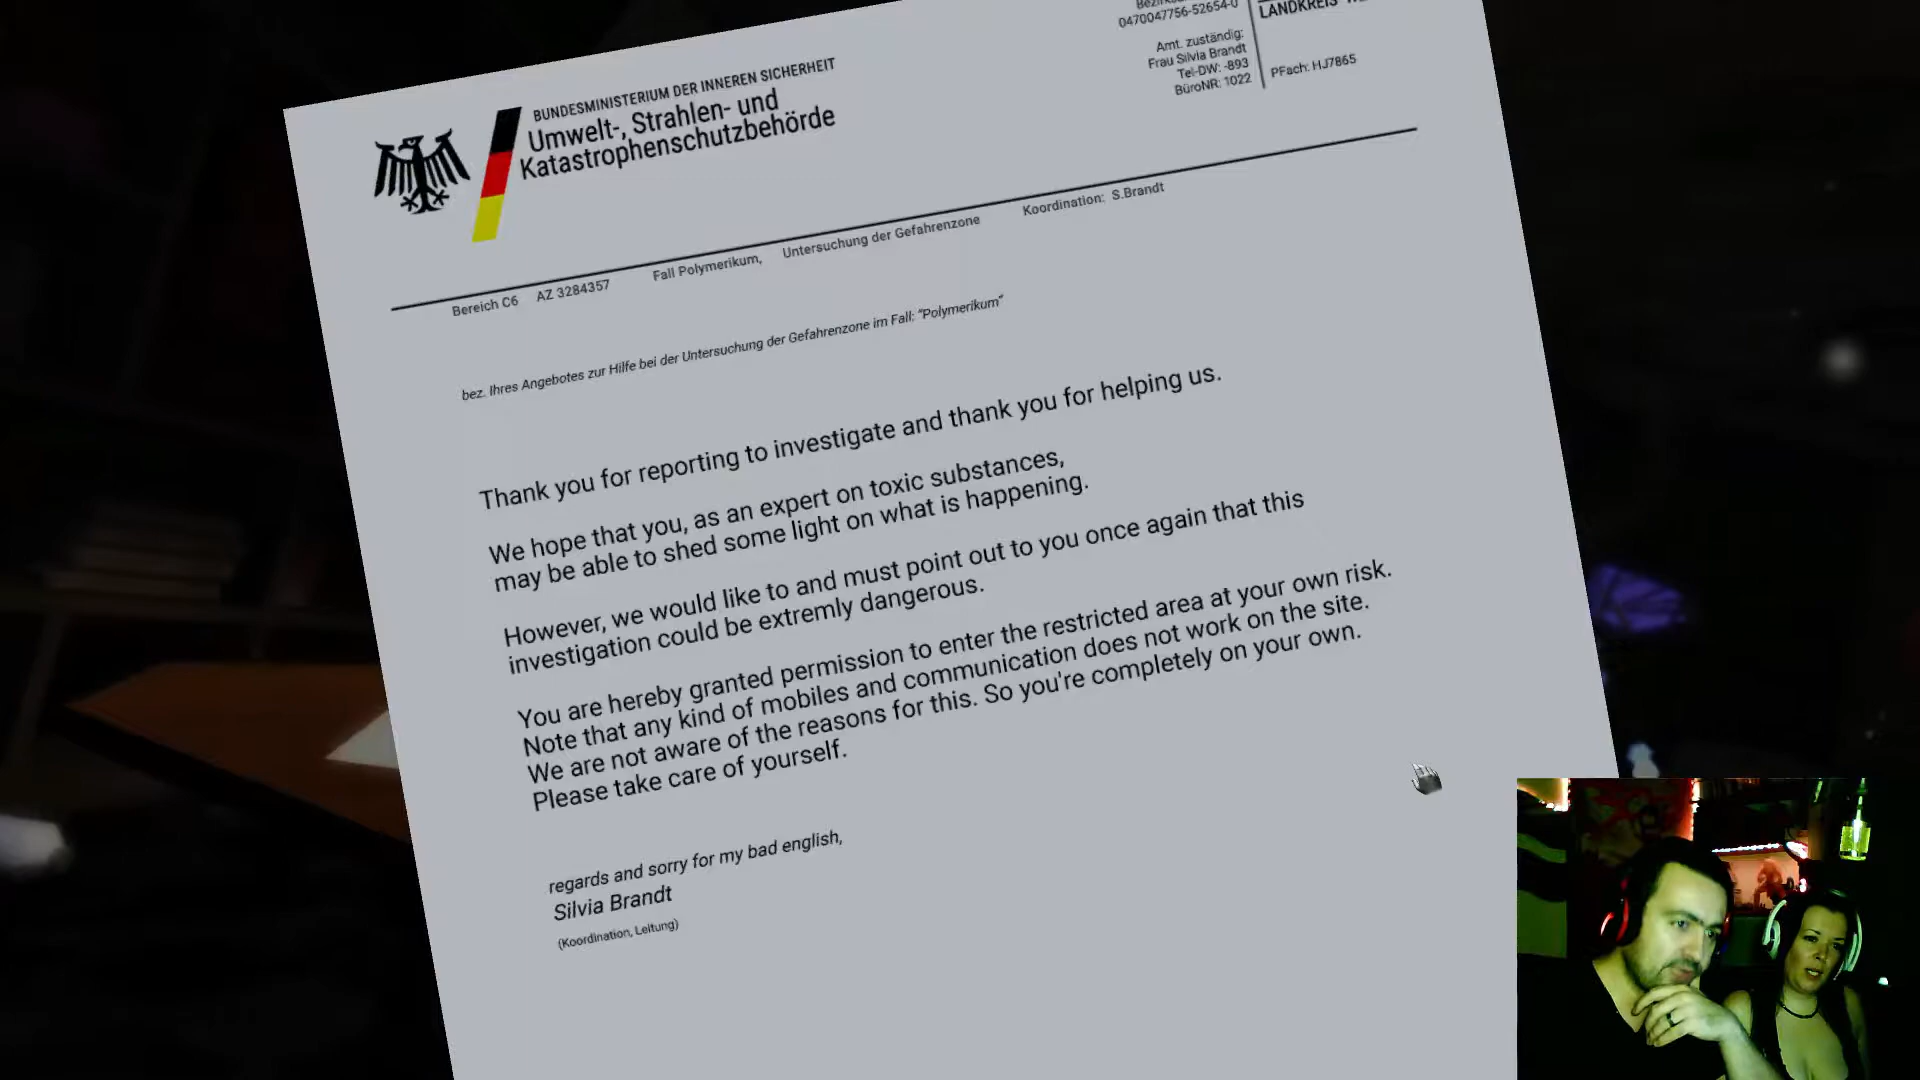 0470047756-52654-0
LANDKREIS
Amt. zuständig:
Frau Silvia Brandt
Tel-DW: -893
BüroNR: 1022
PFach: HJ7865
BUNDESMINISTERIUM DER INNEREN SICHERHEIT
Umwelt-, Strahlen- und
Katastrophenschutzbehörde
Bereich C6 AZ 3284357 Fall Polymerikum, Untersuchung der Gefahrenzone Koordination: S.Brandt
bez. Ihres Angebotes zur Hilfe bei der Untersuchung der Gefahrenzone im Fall: "Polymerikum"
Thank you for reporting to investigate and thank you for helping us.
We hope that you, as an expert on toxic substances,
may be able to shed some light on what is happening.
However, we would like to and must point out to you once again that this
investigation could be extremly dangerous.
You are hereby granted permission to enter the restricted area at your own risk.
Note that any kind of mobiles and communication does not work on the site.
We are not aware of the reasons for this. So you're completely on your own.
Please take care of yourself.
regards and sorry for my bad english,
Silvia Brandt
(Koordination, Leitung)